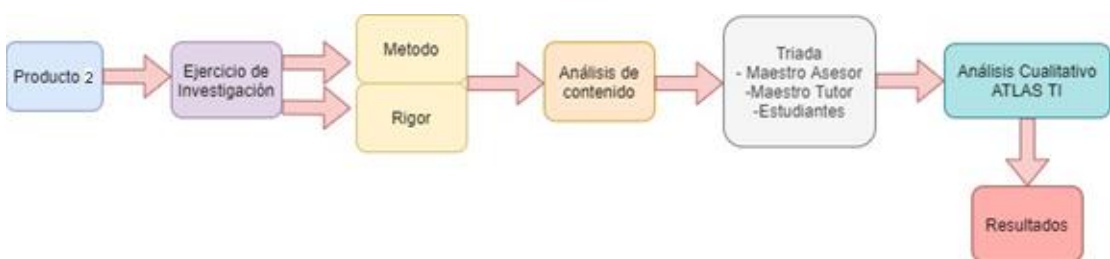 Producto 2
Ejercicio de
Investigación
Metodo
Rigor
Análisis de
contenido
Triada
- Maestro Asesor
-Maestro Tutor
-Estudiantes
Análisis Cualitativo
ATLAS TI
Resultados